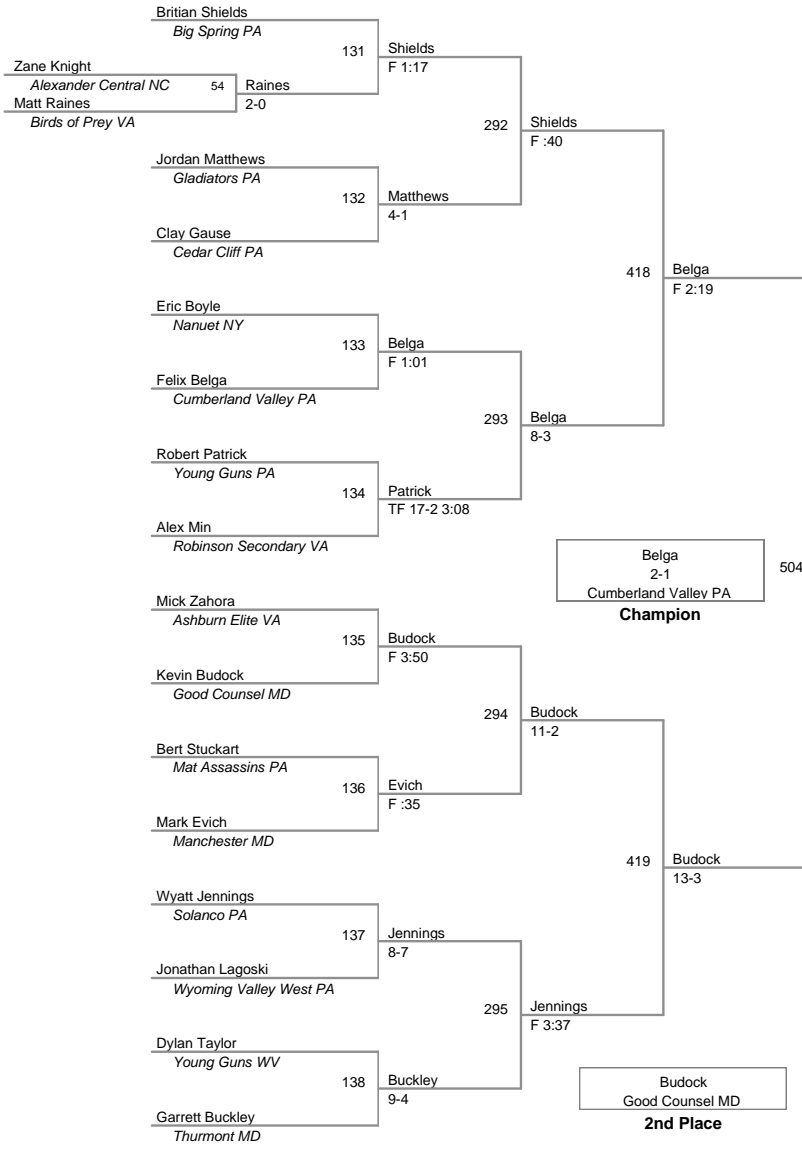 Britian Shields
Big Spring PA
131
Shields
F 1:17
Zane Knight
Alexander Central NC
54
Raines
2-0
Matt Raines
Birds of Prey VA
292
Shields
F :40
Jordan Matthews
Gladiators PA
132
Matthews
4-1
Clay Gause
Cedar Cliff PA
418
Belga
F 2:19
Eric Boyle
Nanuet NY
133
Belga
F 1:01
Felix Belga
Cumberland Valley PA
293
Belga
8-3
Robert Patrick
Young Guns PA
134
Patrick
TF 17-2 3:08
Alex Min
Robinson Secondary VA
Belga
2-1
Cumberland Valley PA
504
Champion
Mick Zahora
Ashburn Elite VA
135
Budock
F 3:50
Kevin Budock
Good Counsel MD
294
Budock
11-2
Bert Stuckart
Mat Assassins PA
136
Evich
F :35
Mark Evich
Manchester MD
419
Budock
13-3
Wyatt Jennings
Solanco PA
137
Jennings
8-7
Jonathan Lagoski
Wyoming Valley West PA
295
Jennings
F 3:37
Dylan Taylor
Young Guns WV
138
Buckley
9-4
Garrett Buckley
Thurmont MD
Budock
Good Counsel MD
2nd Place